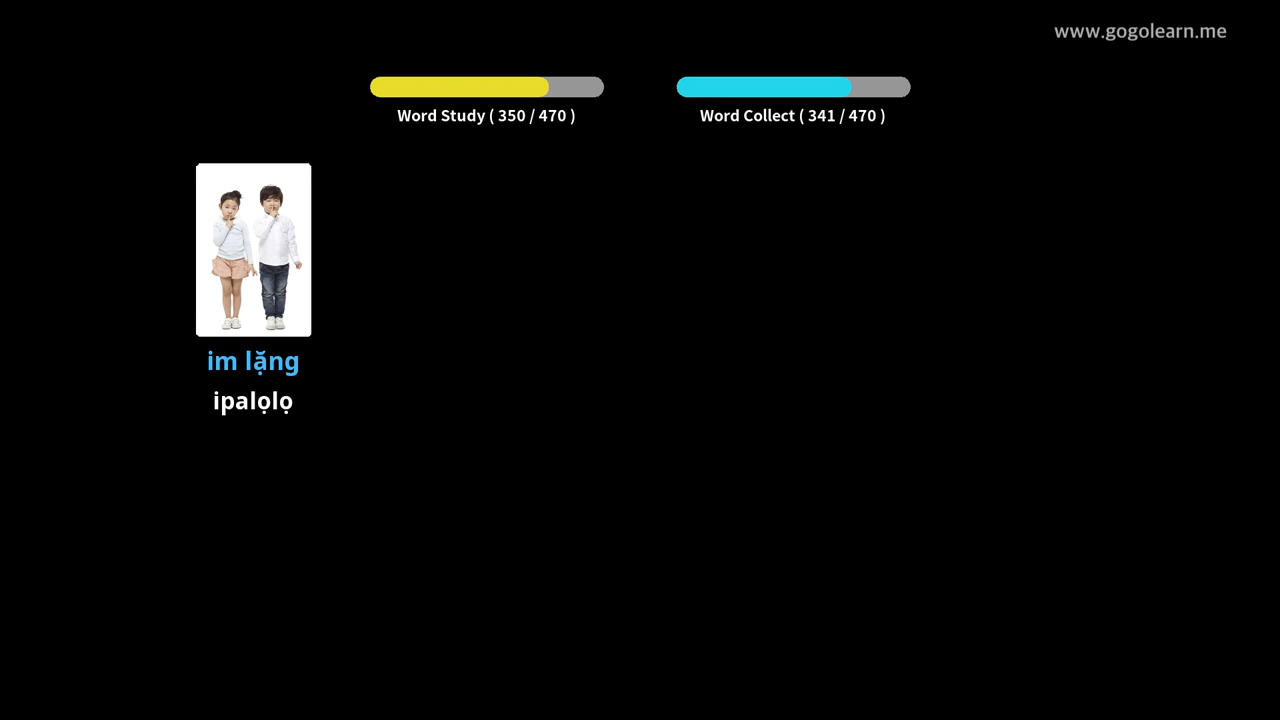 www.gogolearn.me
Word Study ( 350 / 470 )
Word Collect ( 341 / 470 )
im lặng
ipalọlọ